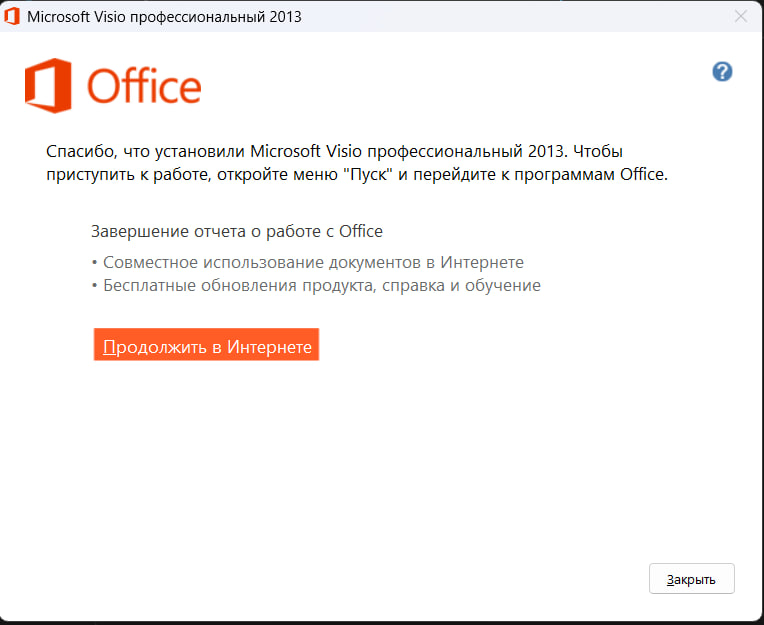 Microsoft Visio профессиональный 2013
Office
?
Спасибо, что установили Microsoft Visio профессиональный 2013. Чтобы
приступить к работе, откройте меню "Пуск" и перейдите к программам Office.
Завершение отчета о работе с Office
• Совместное использование документов в Интернете
• Бесплатные обновления продукта, справка и обучение
Продолжить в Интернете
Закрыть